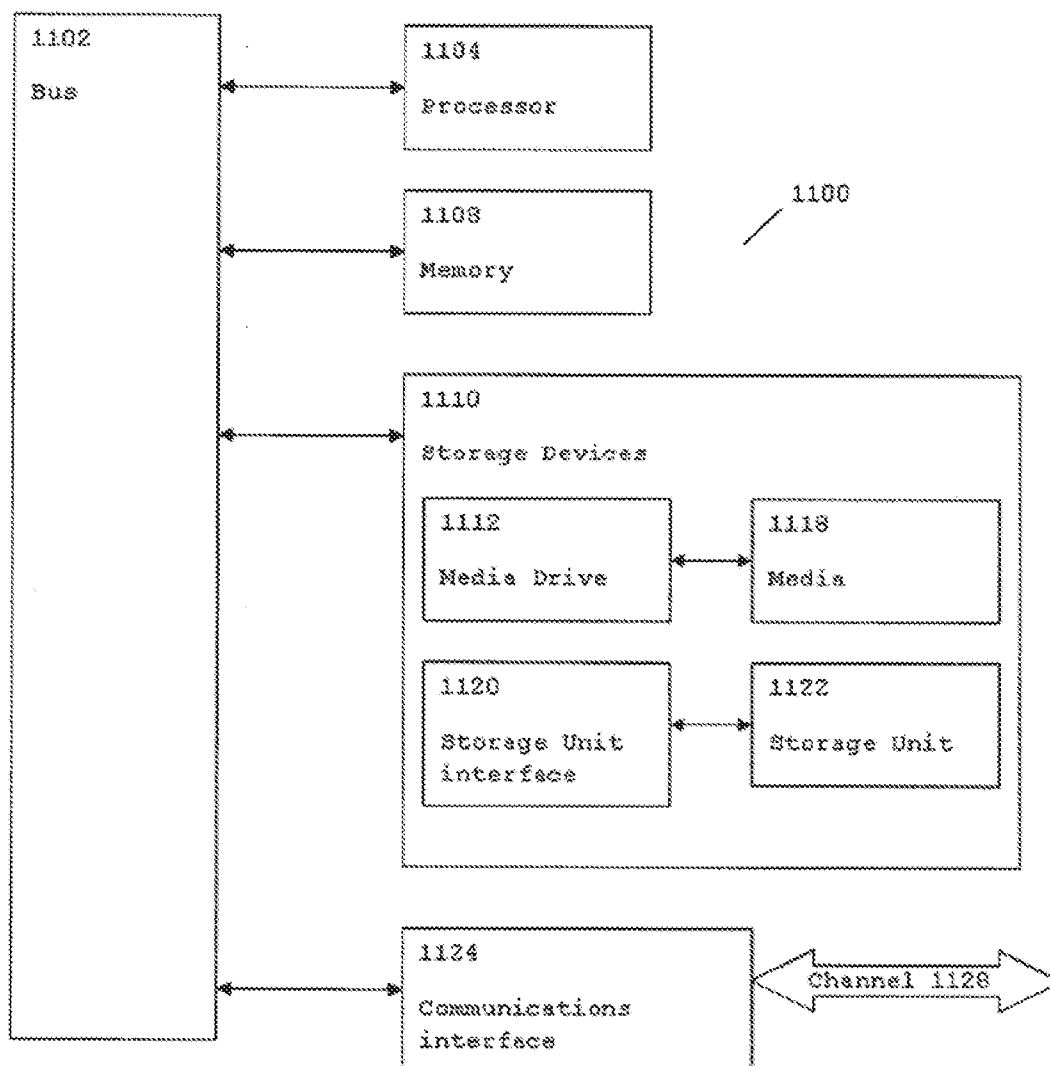 1102
Bus
1104
Processor
1108
Memory
1100
1110
Storage Devices
1112
Media Drive
1118
Media
1120
Storage Unit
interface
1122
Storage Unit
1124
Communications
interface
Channel 1128